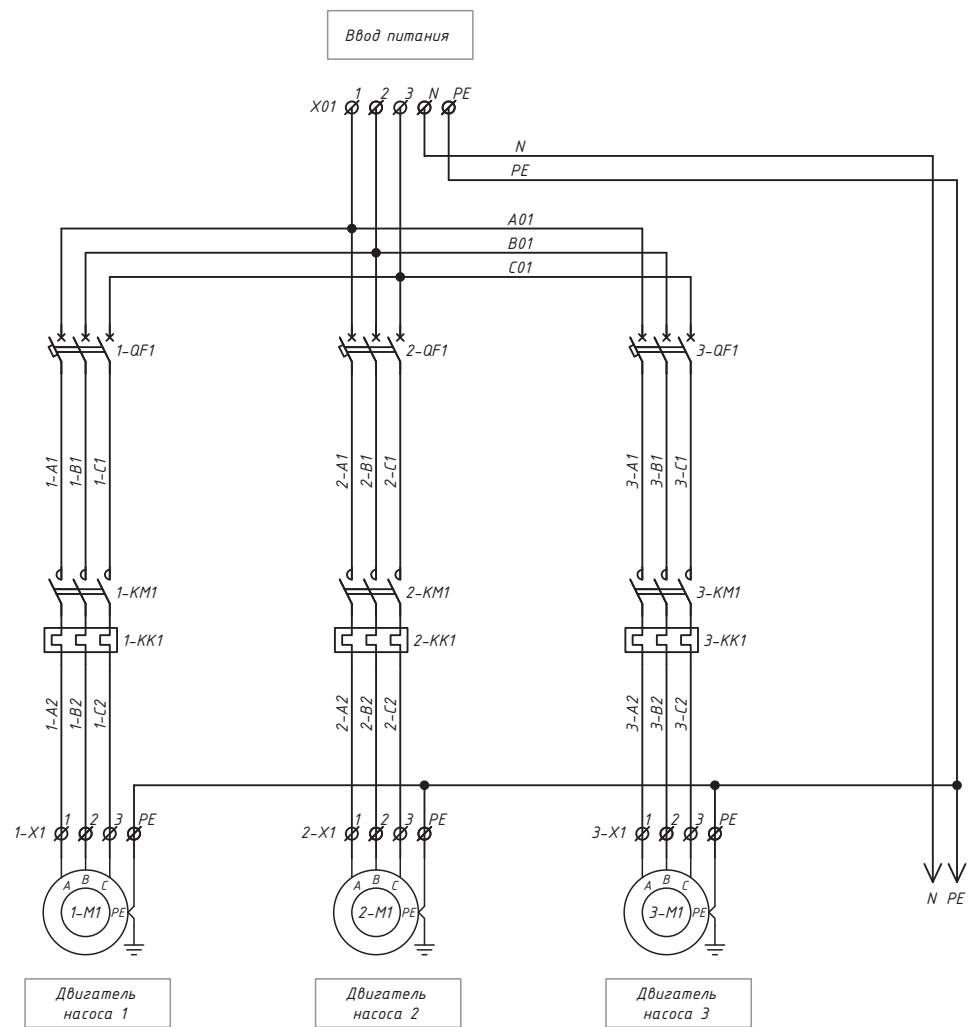 Ввод питания
X01 1 2 3 N PE
N
PE
A01
B01
C01
1-QF1 2-QF1 3-QF1
1-A1 1-B1 1-C1 2-A1 2-B1 2-C1 3-A1 3-B1 3-C1
1-KM1 2-KM1 3-KM1
1-KK1 2-KK1 3-KK1
1-A2 1-B2 1-C2 2-A2 2-B2 2-C2 3-A2 3-B2 3-C2
1-X1 1 2 3 PE 2-X1 1 2 3 PE 3-X1 1 2 3 PE
A B C A B C A B C
1-M1 PE 2-M1 PE 3-M1 PE
N PE
Двигатель
насоса 1
Двигатель
насоса 2
Двигатель
насоса 3